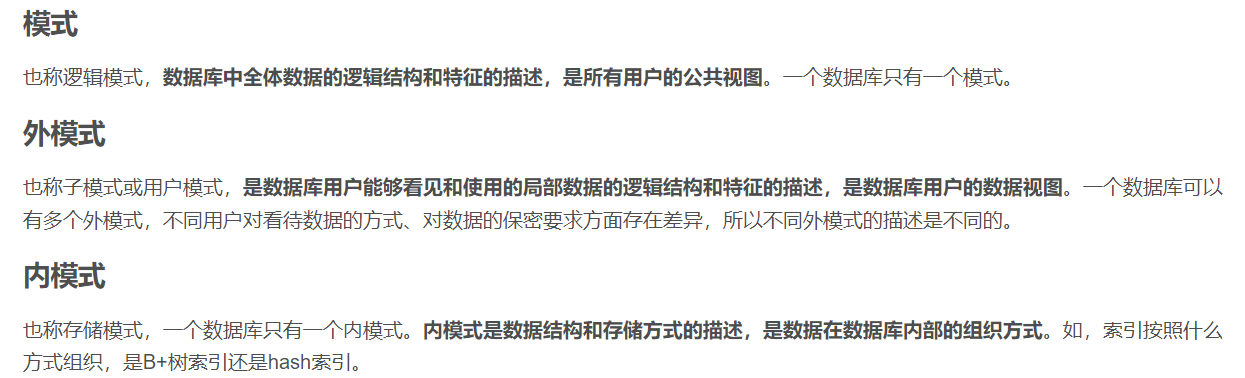 模式
也称逻辑模式，数据库中全体数据的逻辑结构和特征的描述，是所有用户的公共视图。一个数据库只有一个模式。
外模式
也称子模式或用户模式，是数据库用户能够看见和使用的局部数据的逻辑结构和特征的描述，是数据库用户的数据视图。一个数据库可以
有多个外模式，不同用户对看待数据的方式、对数据的保密要求方面存在差异，所以不同外模式的描述是不同的。
内模式
也称存储模式，一个数据库只有一个内模式。内模式是数据结构和存储方式的描述，是数据在数据库内部的组织方式。如，索引按照什么
方式组织，是B+树索引还是hash索引。